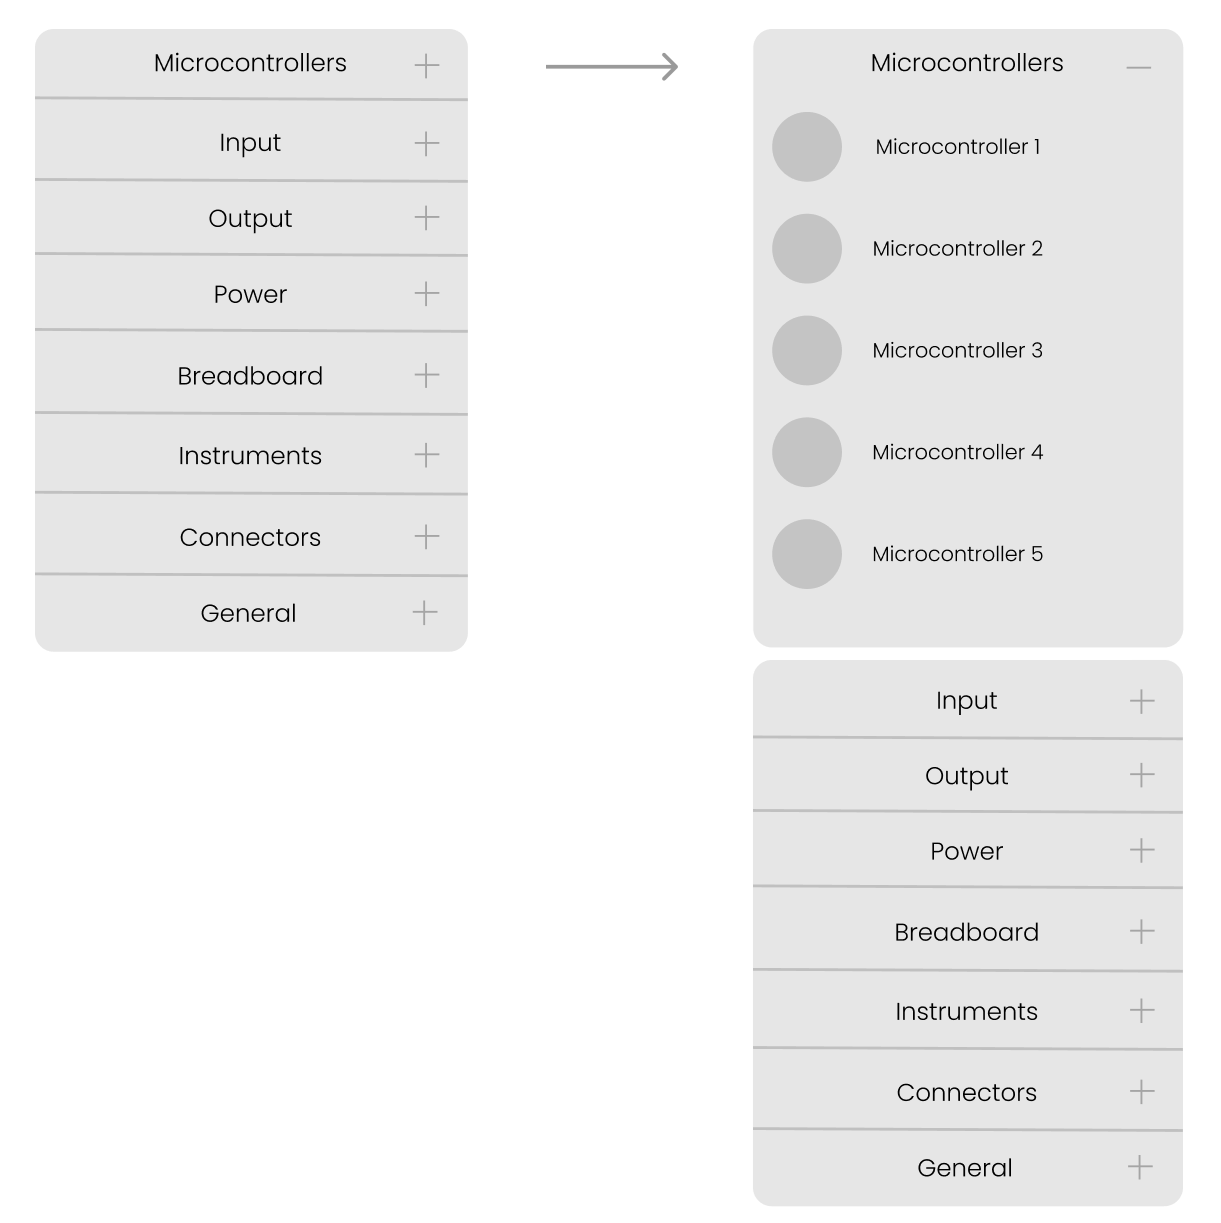 Microcontrollers
Input
Output
Power
Breadboard
Instruments
Connectors
General
Microcontrollers
Microcontroller 1
Microcontroller 2
Microcontroller 3
Microcontroller 4
Microcontroller 5
Input
Output
Power
Breadboard
Instruments
Connectors
General